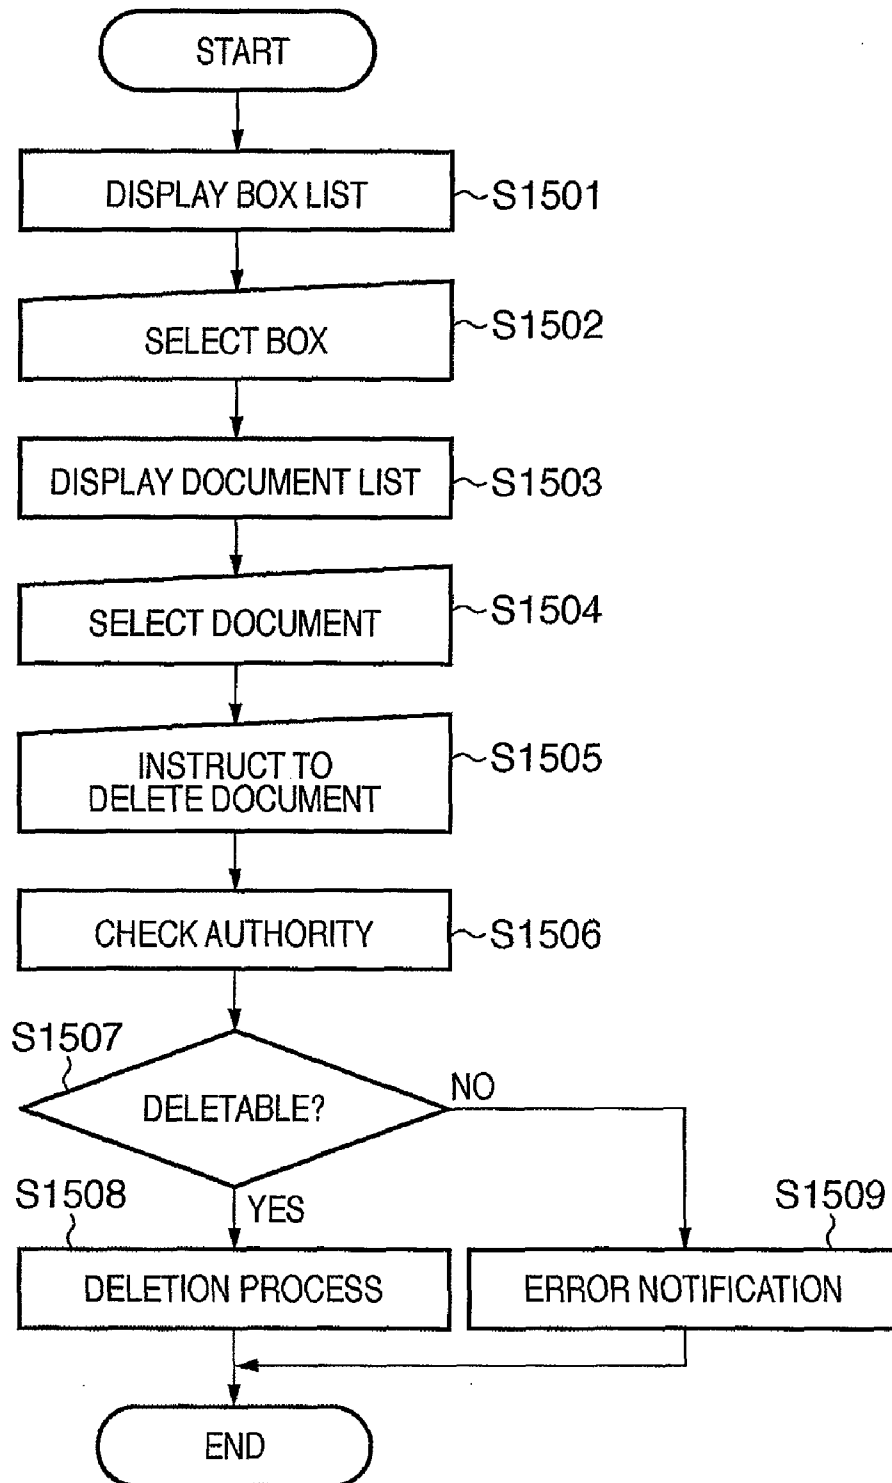 START
DISPLAY BOX LIST
S1501
SELECT BOX
S1502
DISPLAY DOCUMENT LIST
S1503
SELECT DOCUMENT
S1504
INSTRUCT TO
DELETE DOCUMENT
S1505
CHECK AUTHORITY
S1506
S1507
DELETABLE?
NO
YES
S1508
DELETION PROCESS
S1509
ERROR NOTIFICATION
END